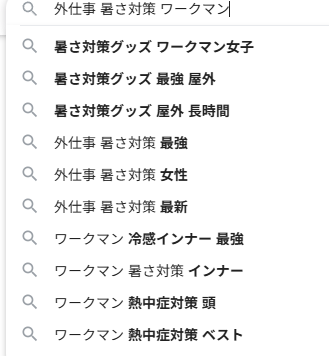 外仕事 暑さ対策 ワークマン
暑さ対策グッズ ワークマン女子
暑さ対策グッズ 最強 屋外
暑さ対策グッズ 屋外 長時間
外仕事 暑さ対策 最強
外仕事 暑さ対策 女性
外仕事 暑さ対策 最新
ワークマン 冷感インナー 最強
ワークマン 暑さ対策 インナー
ワークマン 熱中症対策 頭
ワークマン 熱中症対策 ベスト